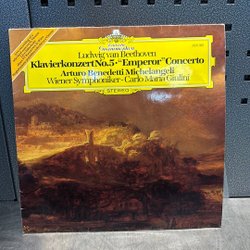 Deutsche
Grammophon
Ludwig van Beethoven
Klavierkonzert No.5·"Emperor" Concerto
Arturo Benedetti Michelangeli
Wiener Symphoniker · Carlo Maria Giulini
STEREO